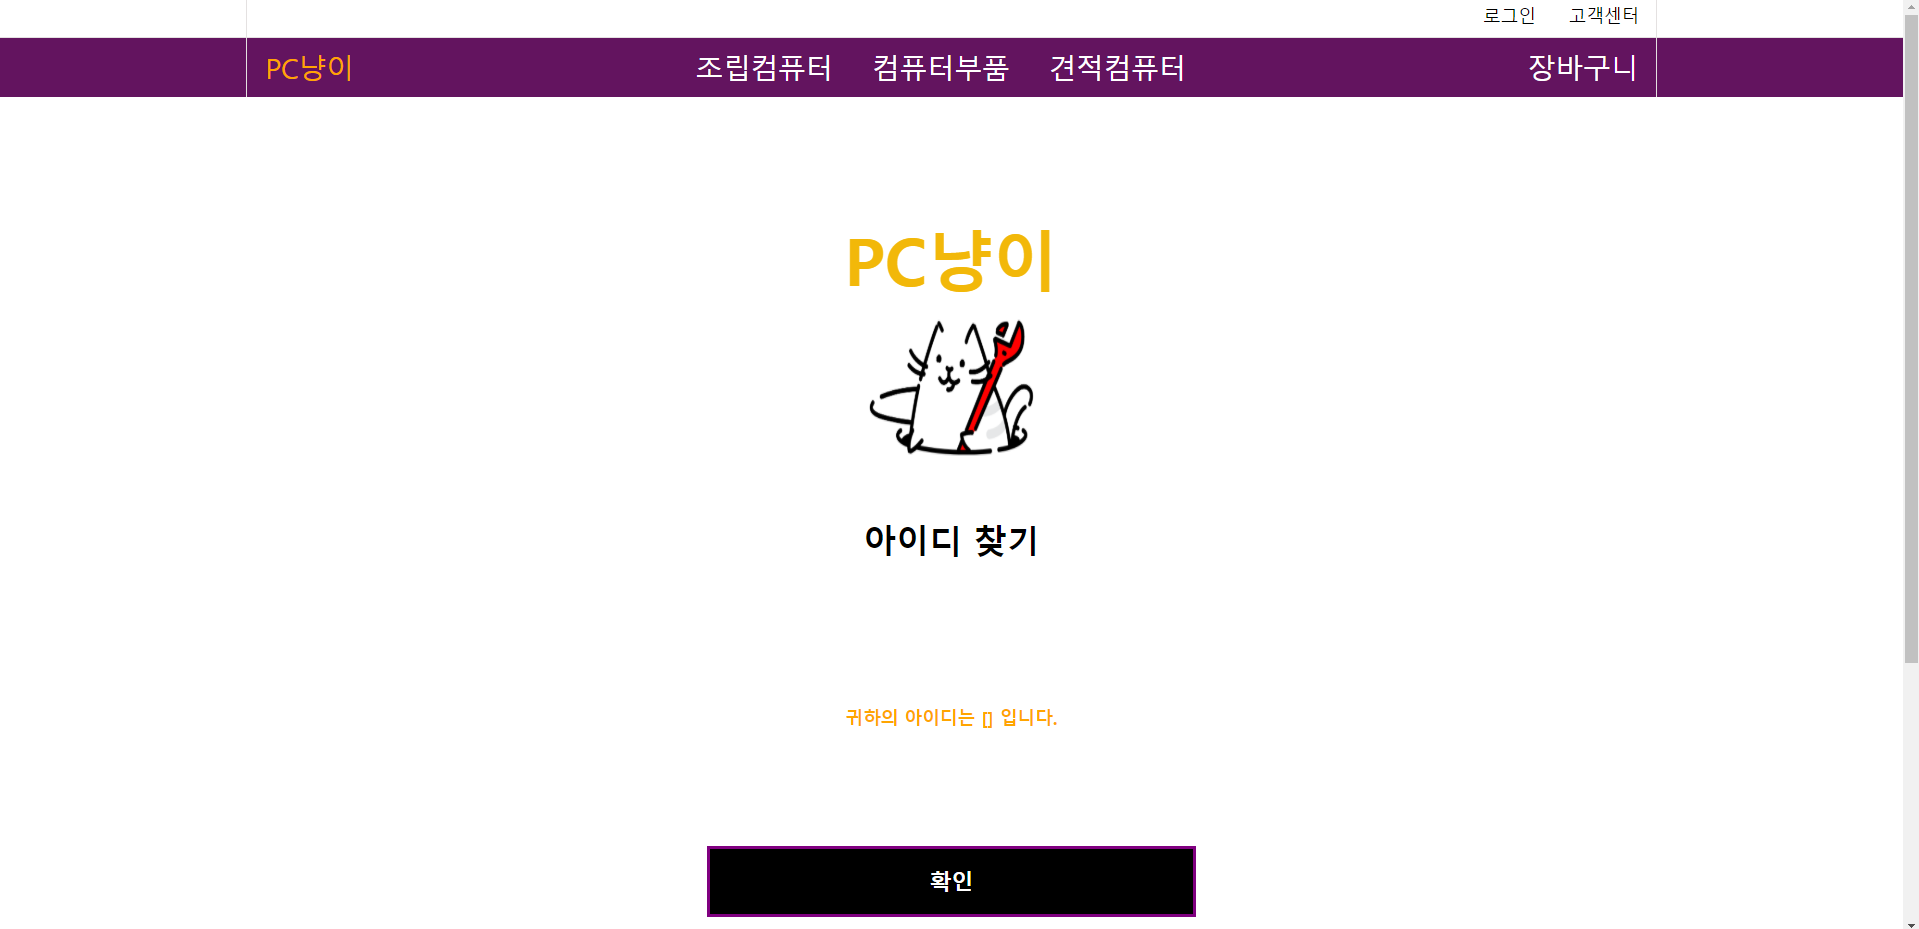 로그인 고객센터
PC냥이 조립컴퓨터 컴퓨터부품 견적컴퓨터 장바구니
PC냥이
아이디 찾기
귀하의 아이디는 [] 입니다.
확인